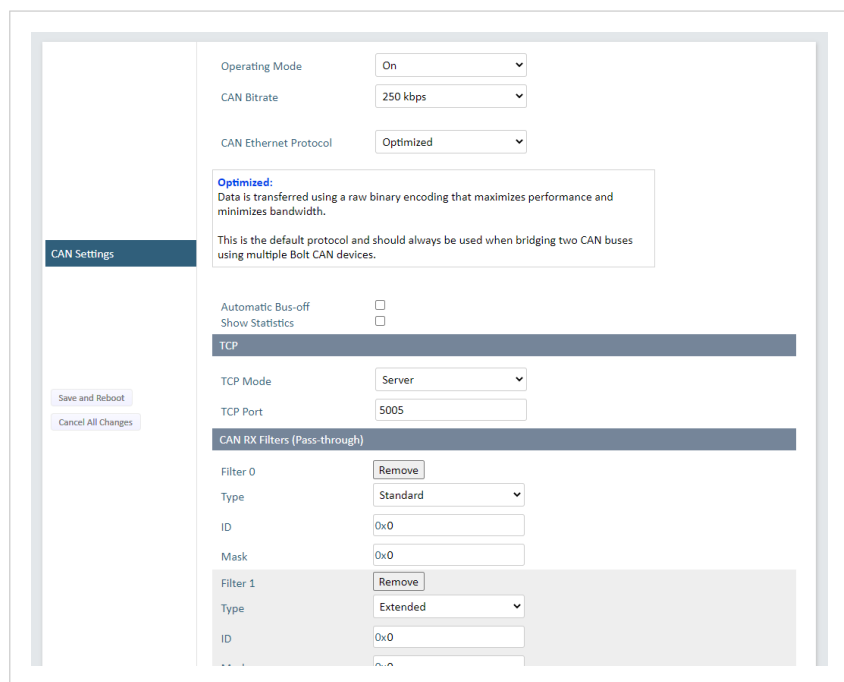 Operating Mode On
CAN Bitrate 250 kbps
CAN Ethernet Protocol Optimized
Optimized:
Data is transferred using a raw binary encoding that maximizes performance and
minimizes bandwidth.
This is the default protocol and should always be used when bridging two CAN buses
using multiple Bolt CAN devices.
CAN Settings
Automatic Bus-off
Show Statistics
TCP
TCP Mode Server
Save and Reboot
TCP Port 5005
Cancel All Changes
CAN RX Filters (Pass-through)
Filter 0 Remove
Type Standard
ID 0x0
Mask 0x0
Filter 1 Remove
Type Extended
ID 0x0